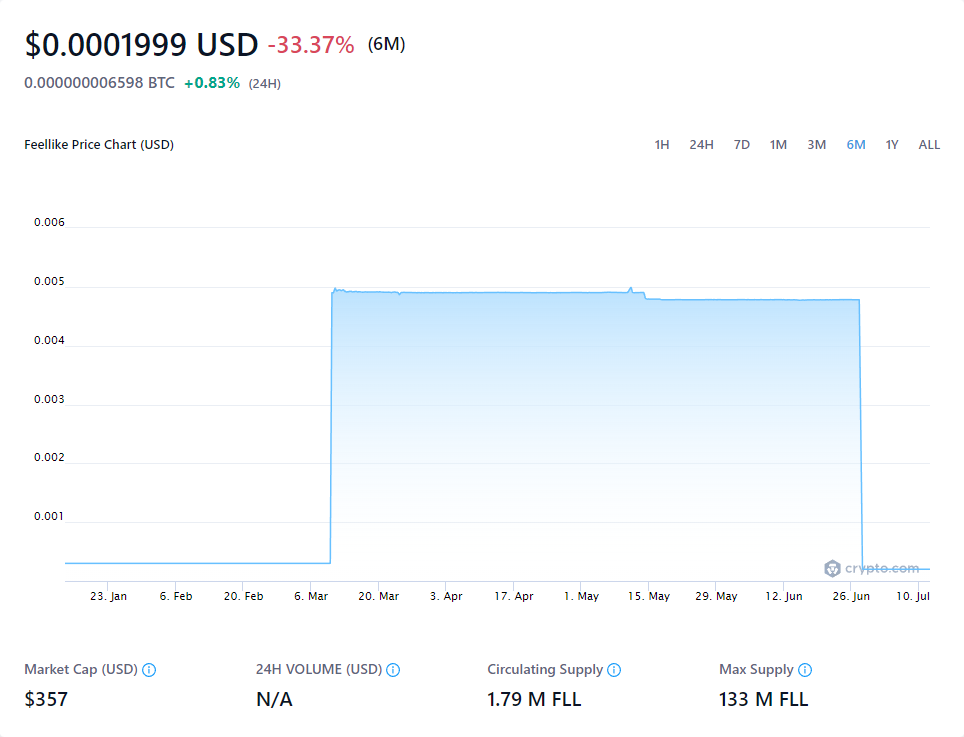 $0.0001999 USD -33.37% (6M)
0.000000006598 BTC +0.83% (24H)
Feellike Price Chart (USD) 1H 24H 7D 1M 3M 6M 1Y ALL
0.006
0.005
0.004
0.003
0.002
0.001
crypto.com
23. Jan 6. Feb 20. Feb 6. Mar 20. Mar 3. Apr 17. Apr 1. May 15. May 29. May 12. Jun 26. Jun 10. Jul
Market Cap (USD) 24H VOLUME (USD) Circulating Supply Max Supply
$357 N/A 1.79 M FLL 133 M FLL